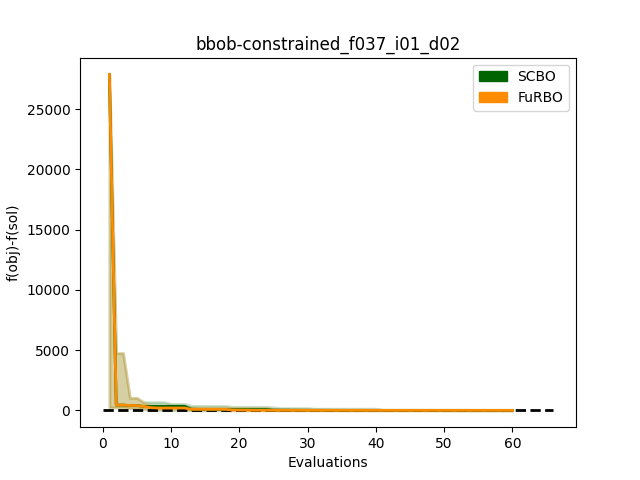 bbob-constrained_f037_i01_d02
SCBO
FuRBO
f(obj)-f(sol)
25000
20000
15000
10000
5000
0
0 10 20 30 40 50 60
Evaluations